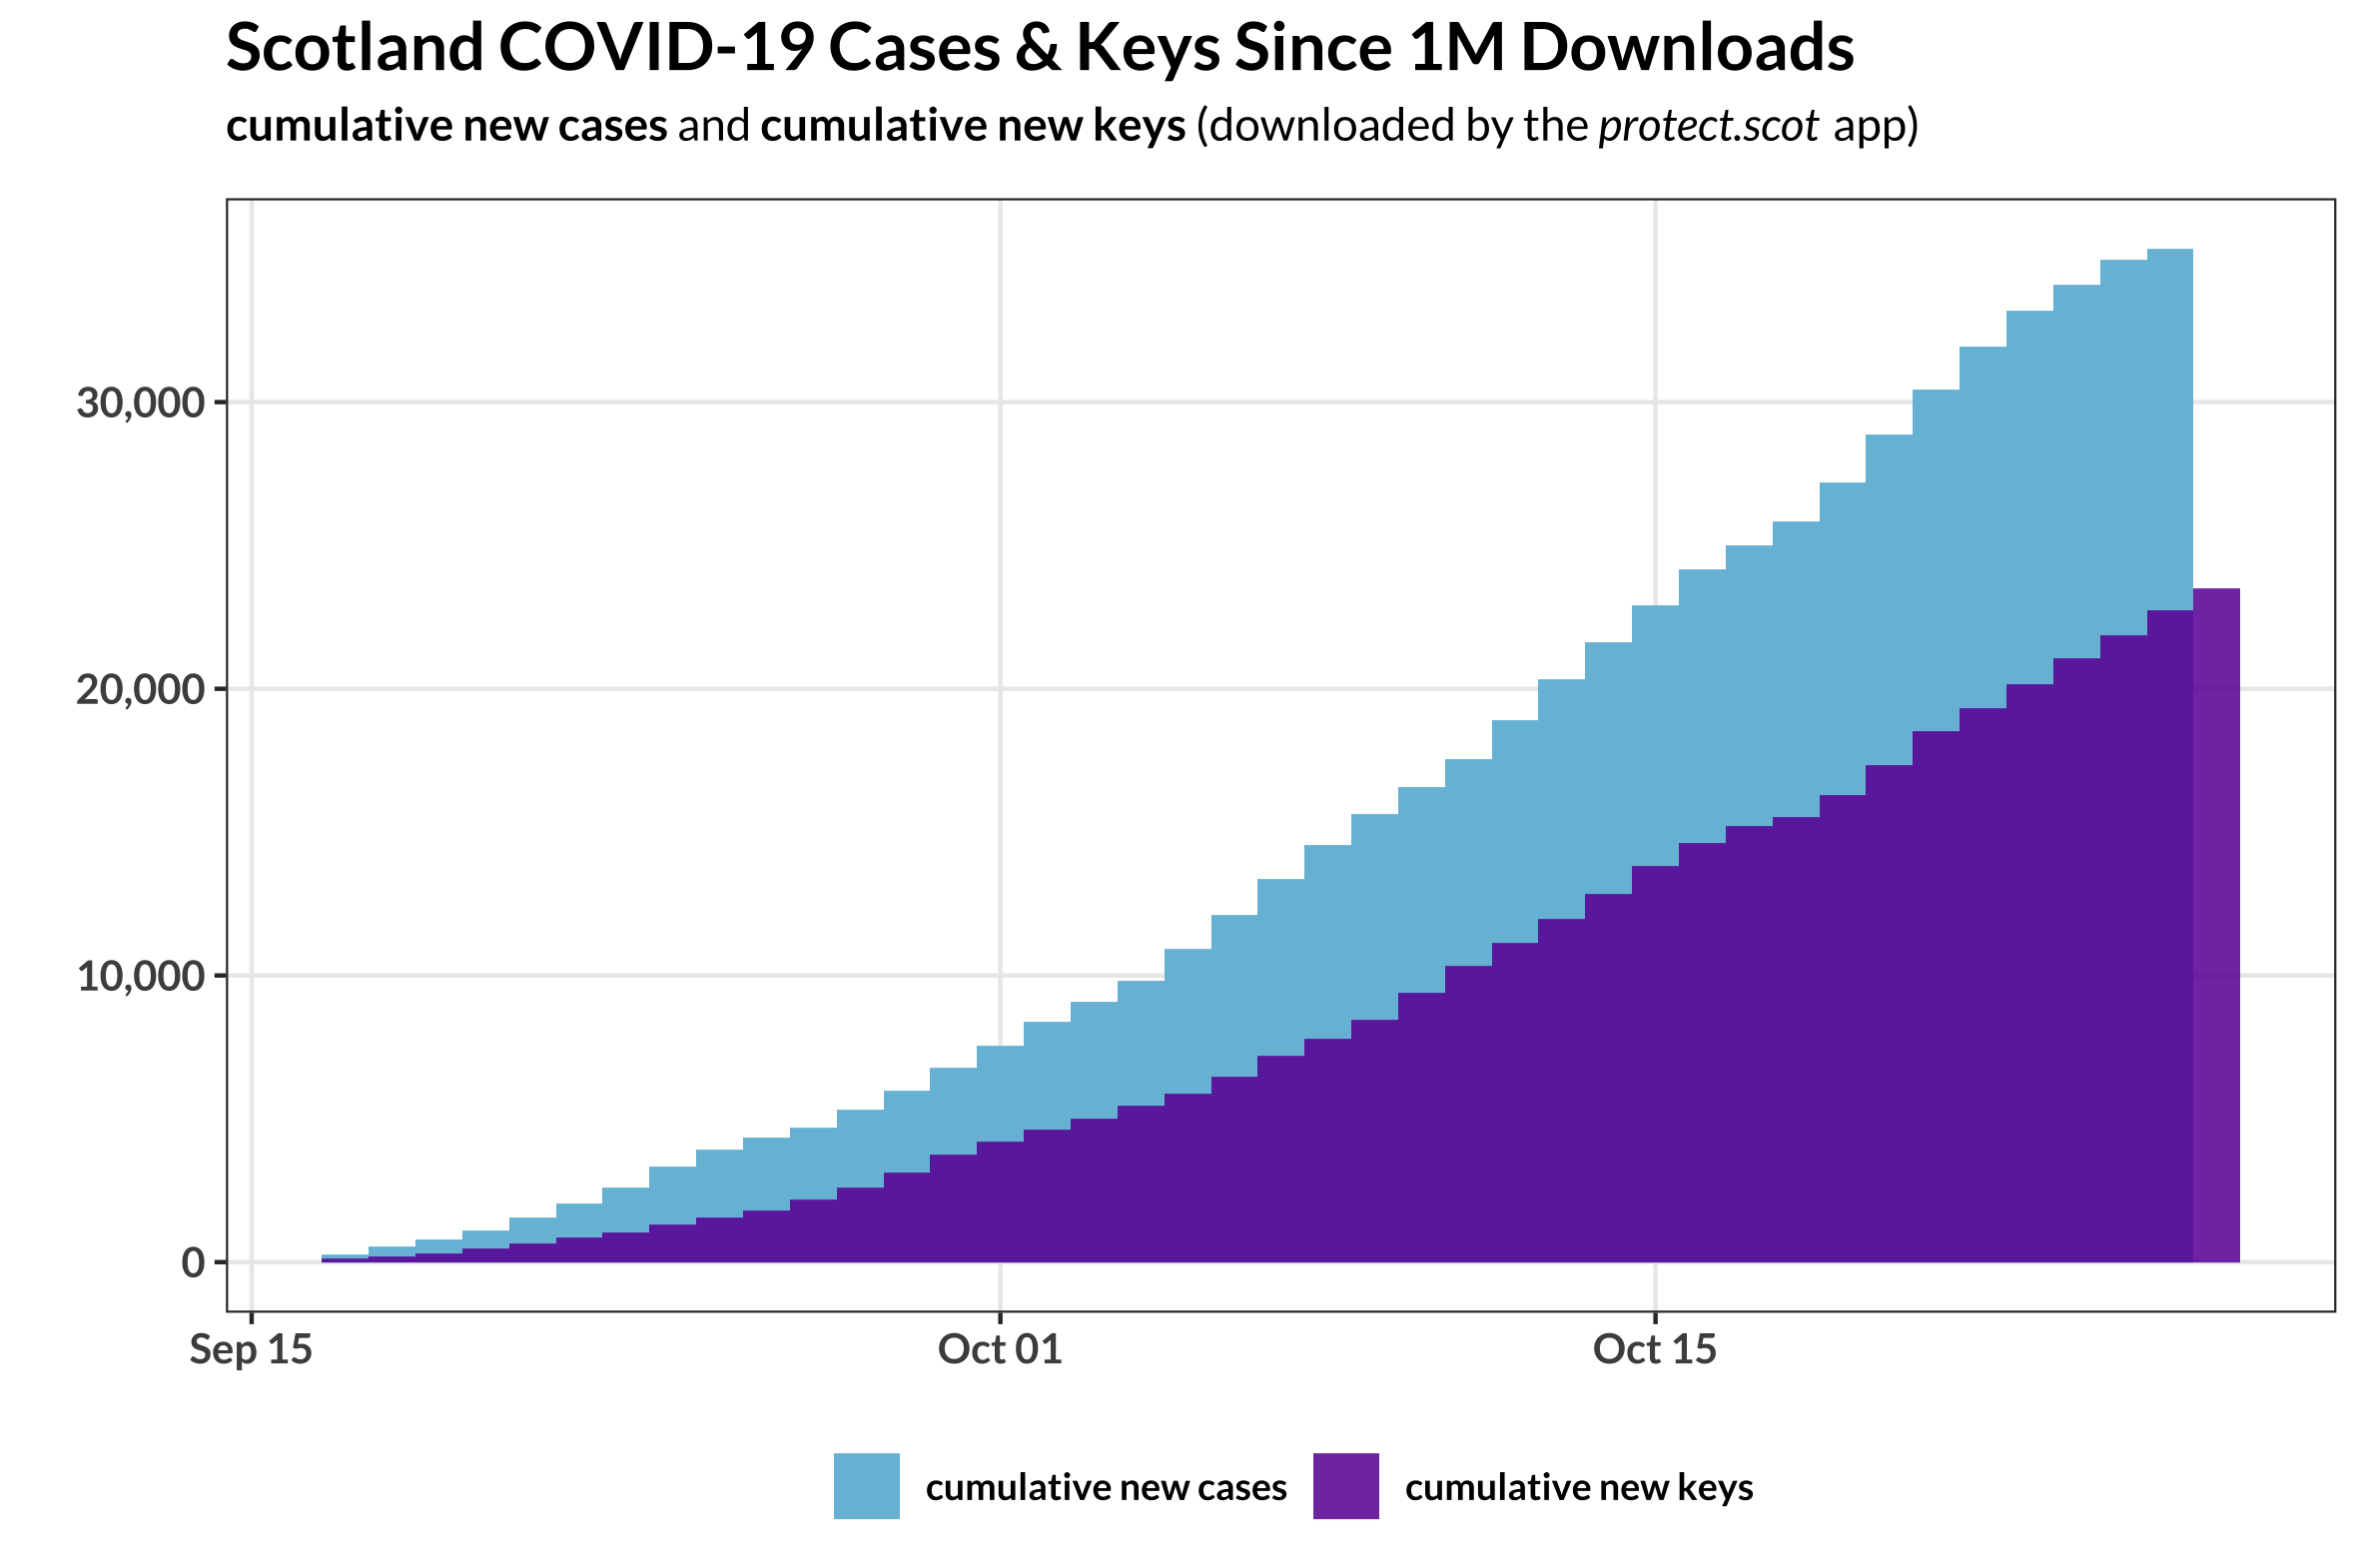 Scotland COVID-19 Cases & Keys Since 1M Downloads
cumulative new cases and cumulative new keys (downloaded by the protect.scot app)
30,000
20,000
10,000
0
Sep 15 Oct 01 Oct 15
cumulative new cases cumulative new keys